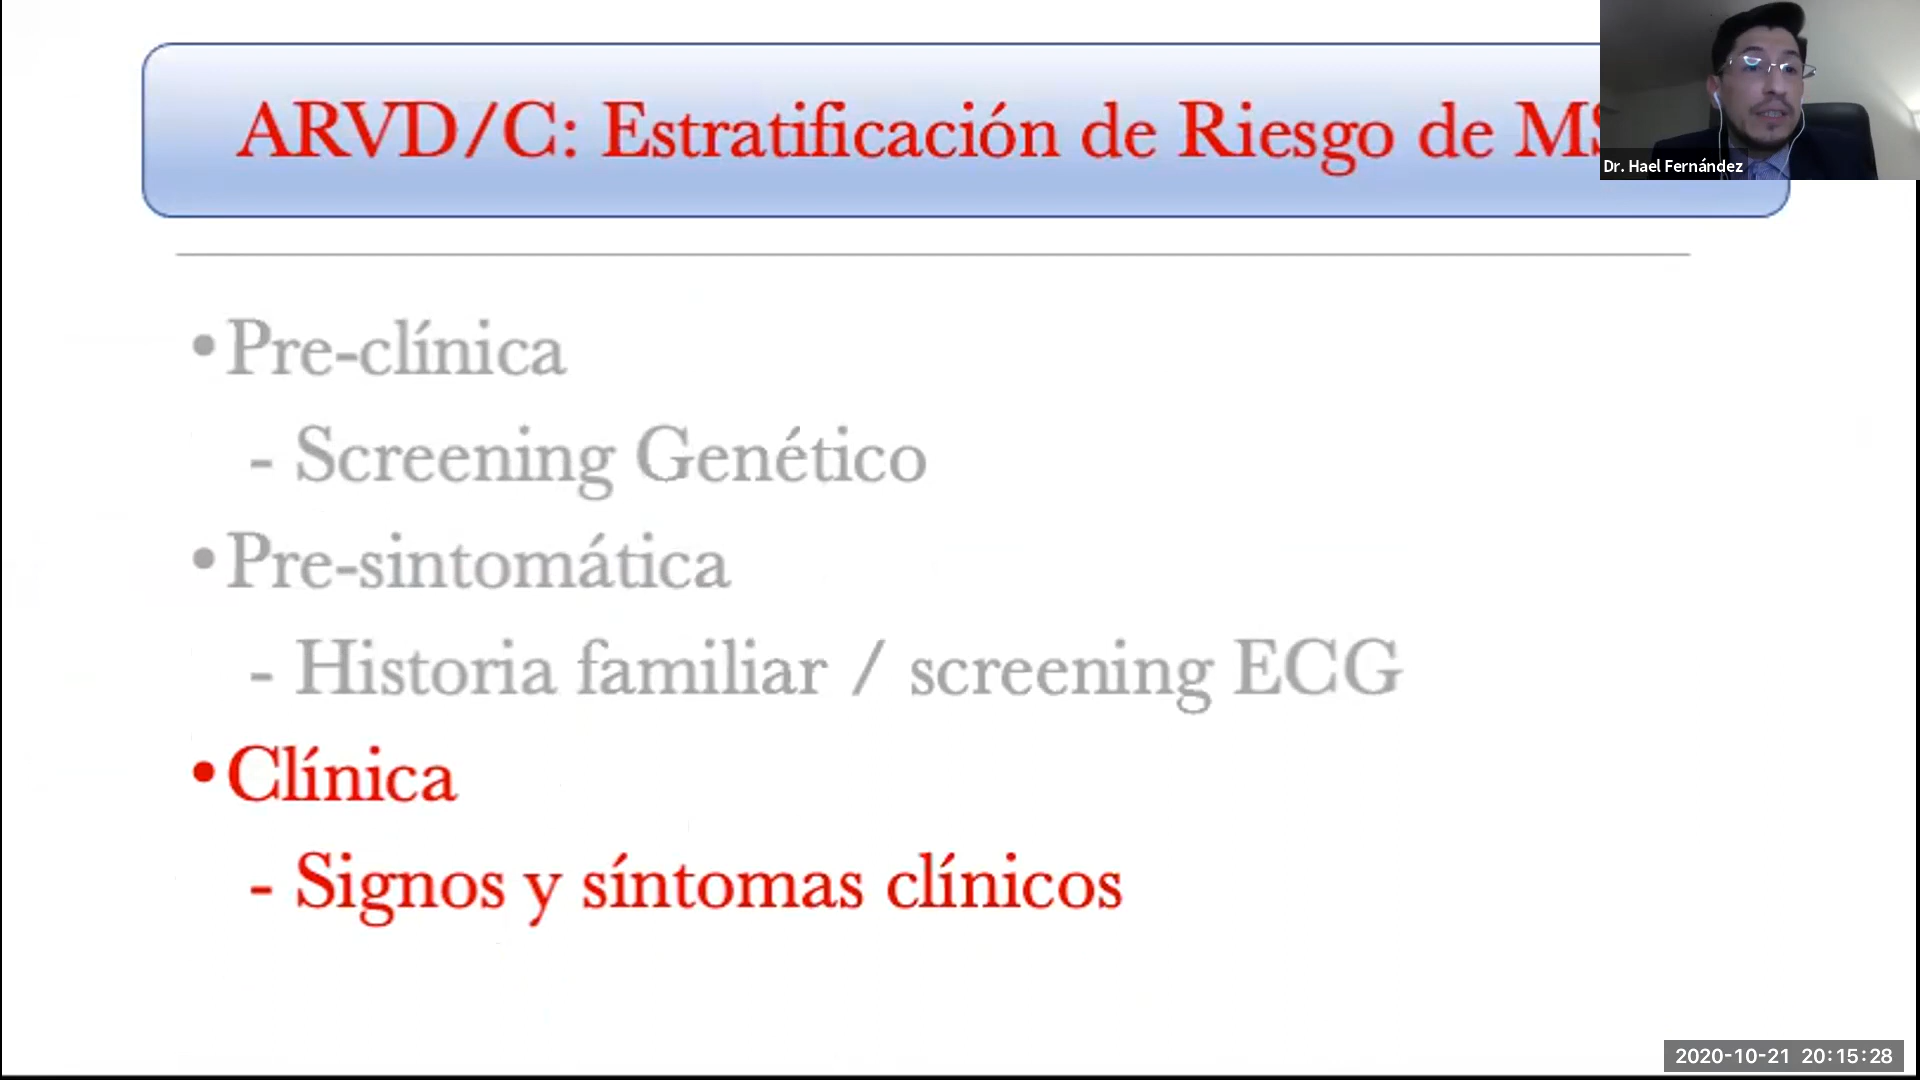 ARVD/C: Estratificación de Riesgo de MS
Dr. Hael Fernández
•Pre-clínica
- Screening Genético
•Pre-sintomática
- Historia familiar / screening ECG
•Clínica
- Signos y síntomas clínicos
2020-10-21 20:15:28